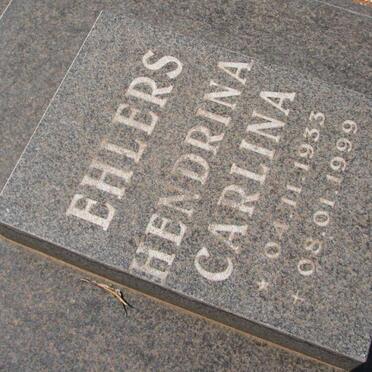 EHLERS
HENDRINA
CARLINA
* 04.11.1933
+ 08.01.1999